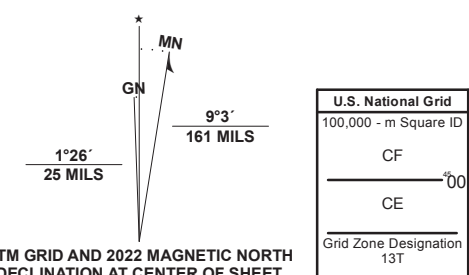 ★
MN
GN
9°3´
161 MILS
1°26´
25 MILS
TM GRID AND 2022 MAGNETIC NORTH
DECLINATION AT CENTER OF SHEET
U.S. National Grid
100,000 - m Square ID
CF
4500
CE
Grid Zone Designation
13T